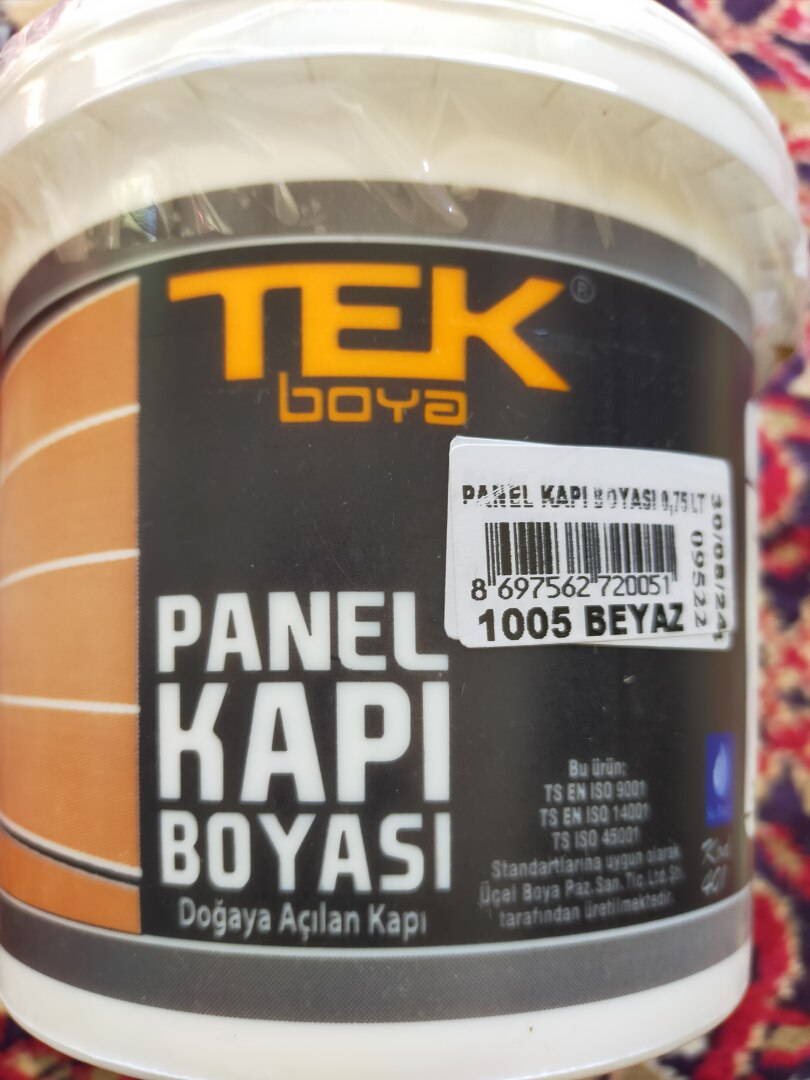 TEK ®
boya
PANEL KAPI BOYASI 0,75 LT
8 697562 720051
1005 BEYAZ
30/08/24
09522
PANEL
KAPI
BOYASI
Doğaya Açılan Kapı
Bu ürün;
TS EN ISO 9001
TS EN ISO 14001
TS ISO 45001
Standartlarına uygun olarak
Üçel Boya Paz.San. Tic.Ltd.Şti.
tarafından üretilmektedir.